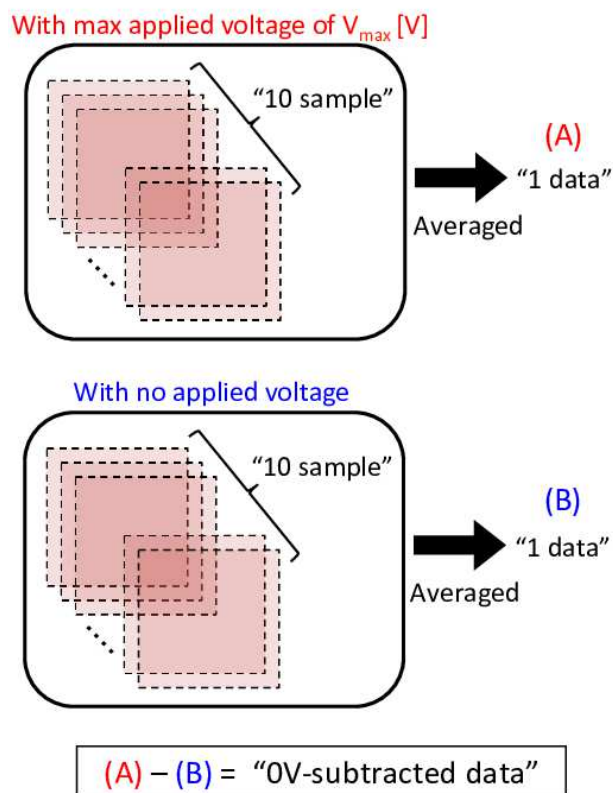 With max applied voltage of Vmax [V]
“10 sample”
(A)
“1 data”
Averaged
With no applied voltage
“10 sample”
(B)
“1 data”
Averaged
(A) – (B) = “0V-subtracted data”